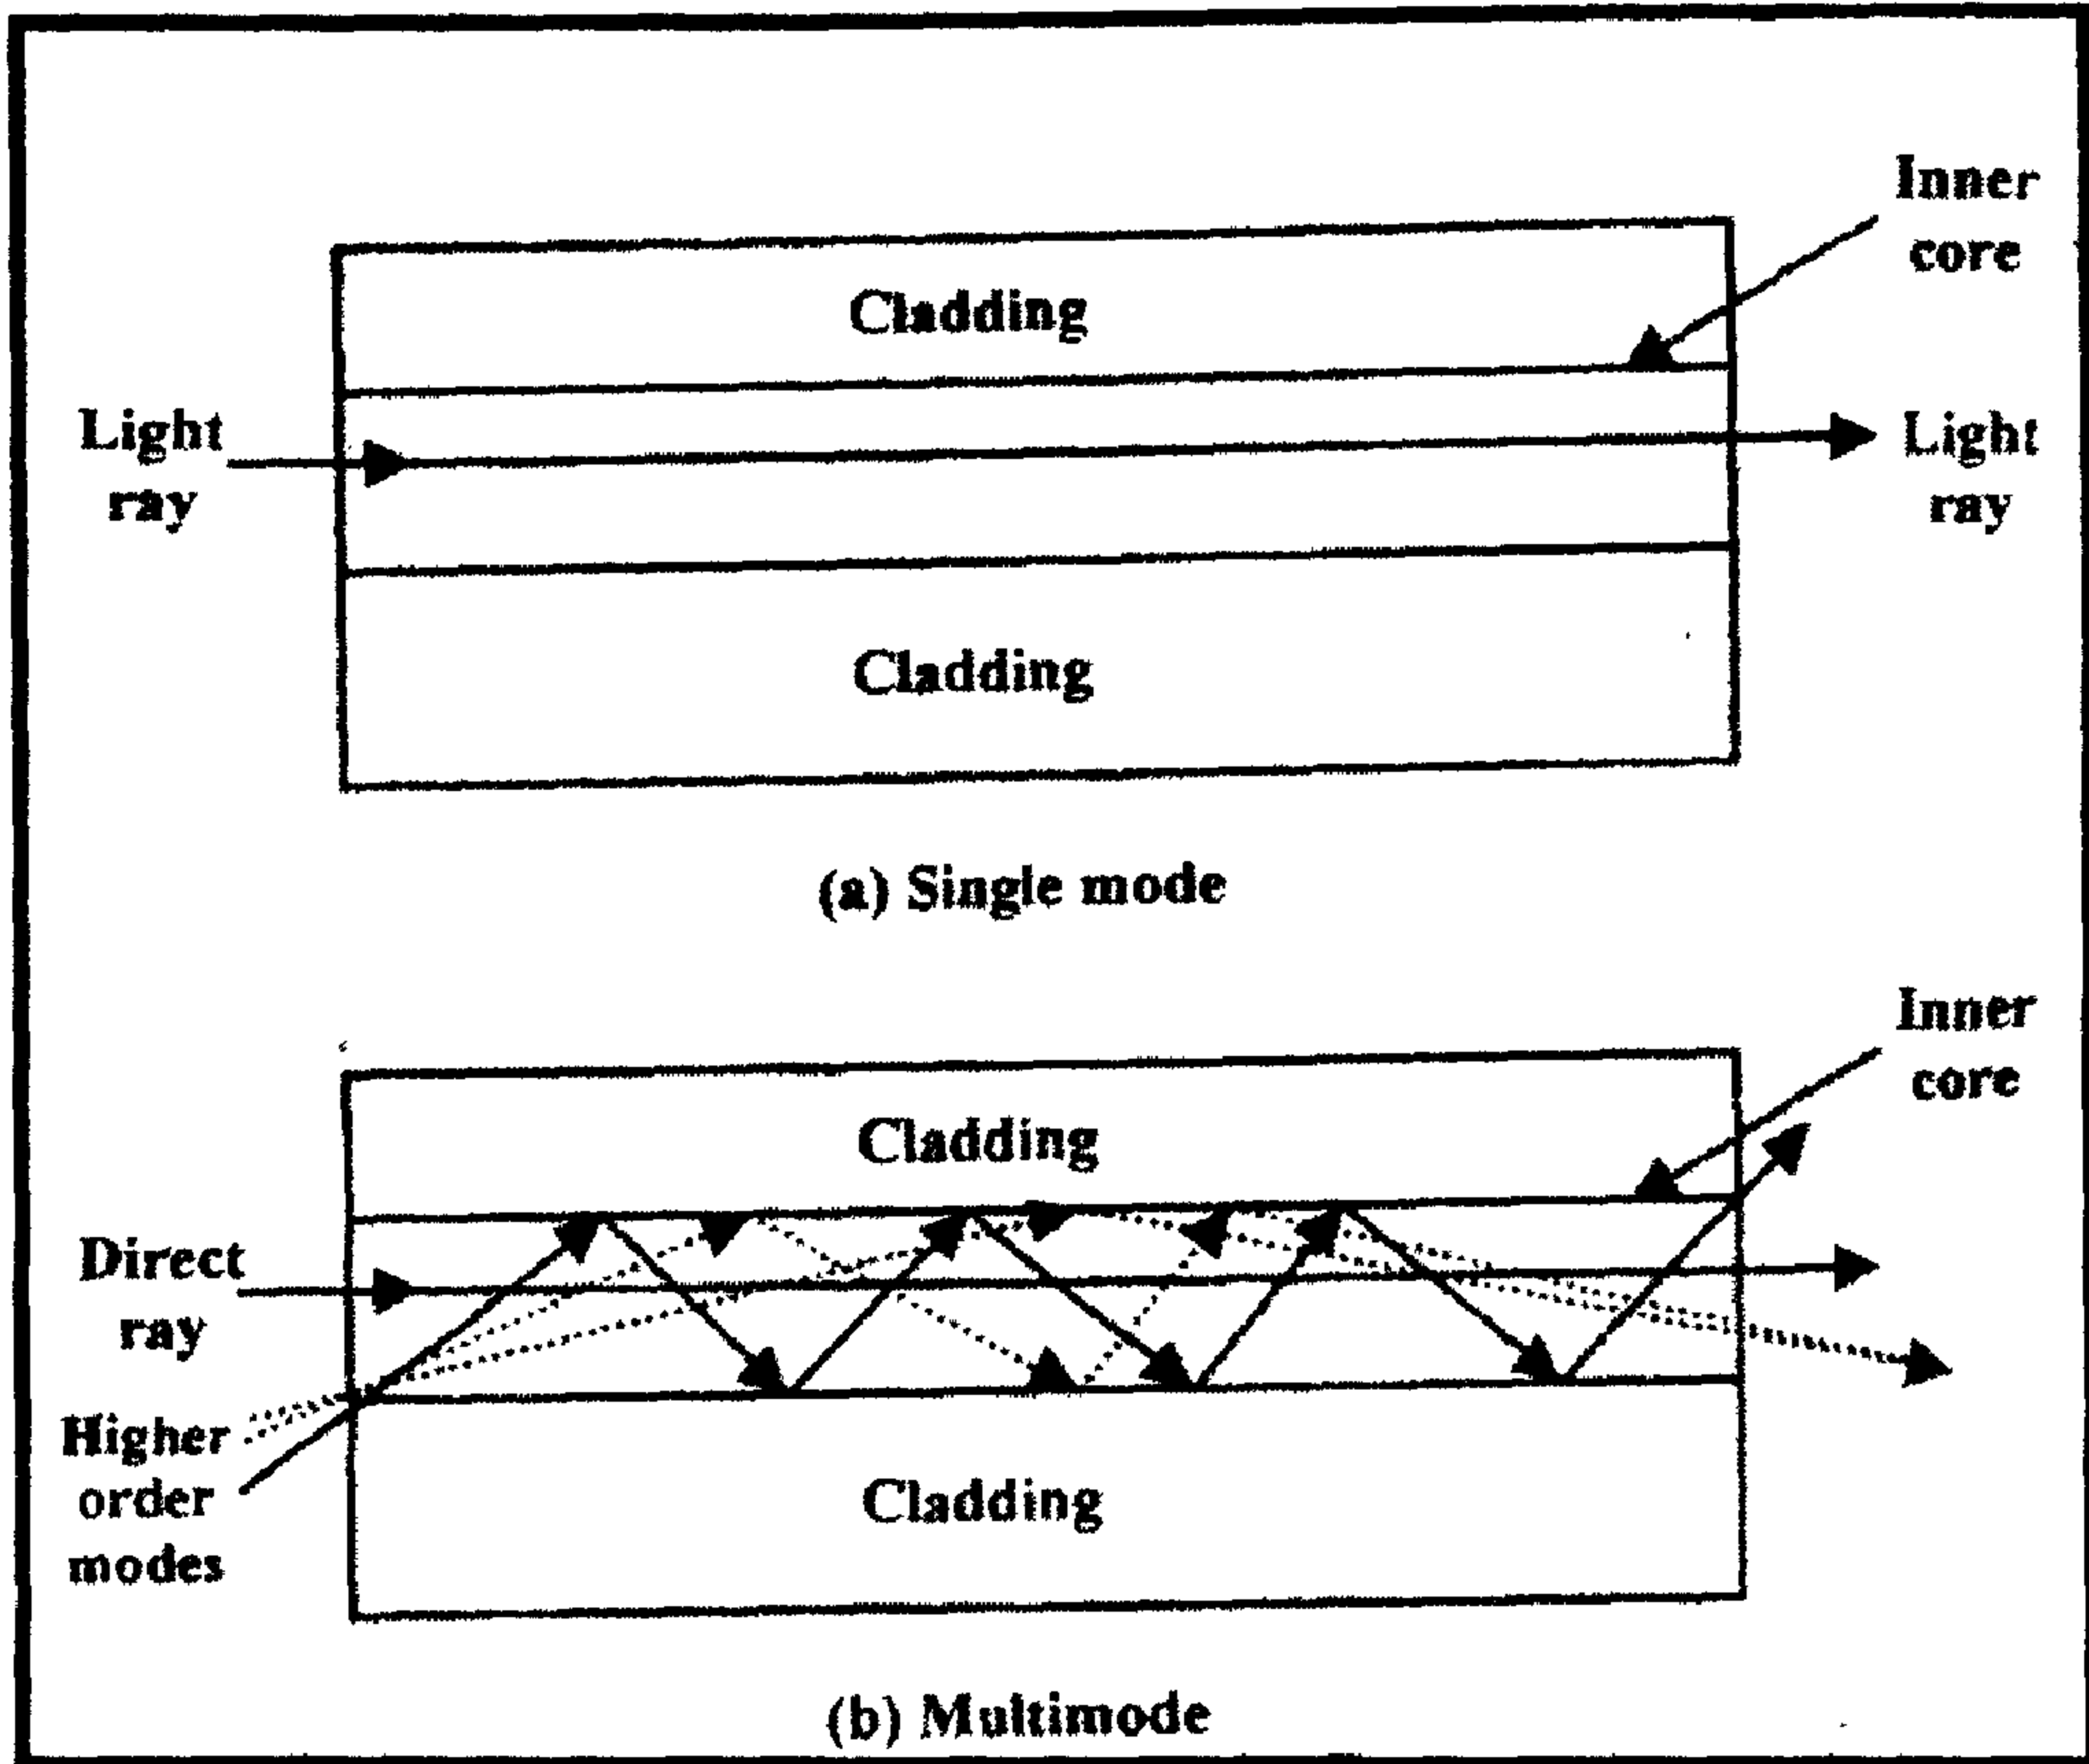 Inner
core
Cladding
Light
ray
Light
ray
Cladding
(a) Single mode
Inner
core
Cladding
Direct
ray
Higher
order
modes
Cladding
(b) Multimode